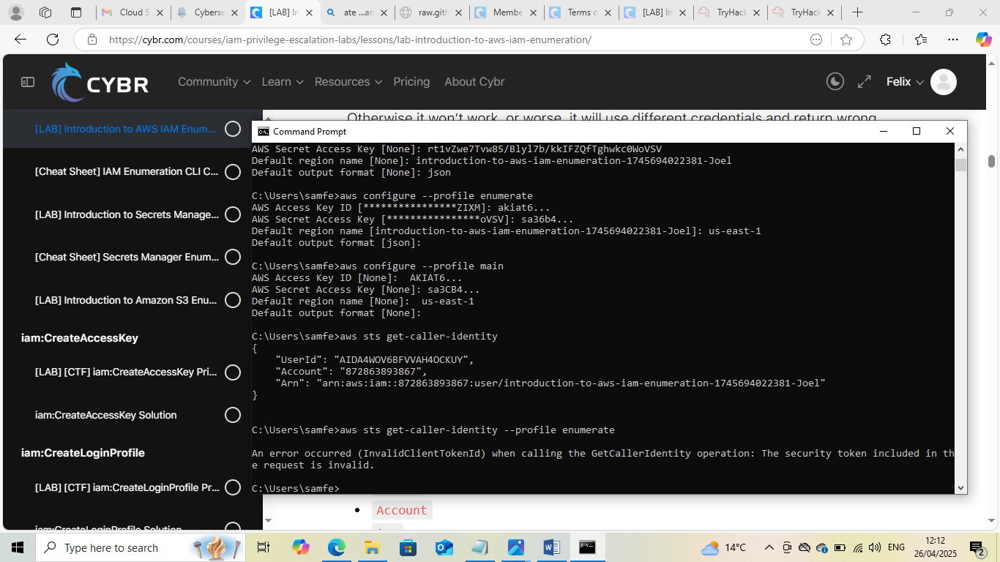 Cloud S
Cyberse
[LAB] In
ate ...an
raw.gith
Membe
Terms o
[LAB] In
TryHack
TryHack
https://cybr.com/courses/iam-privilege-escalation-labs/lessons/lab-introduction-to-aws-iam-enumeration/
CYBR
Community
Learn
Resources
Pricing
About Cybr
Felix
[LAB] Introduction to AWS IAM Enum...
[Cheat Sheet] IAM Enumeration CLI C...
[LAB] Introduction to Secrets Manage...
[Cheat Sheet] Secrets Manager Enum...
[LAB] Introduction to Amazon S3 Enu...
iam:CreateAccessKey
[LAB] [CTF] iam:CreateAccessKey Pri...
iam:CreateAccessKey Solution
iam:CreateLoginProfile
[LAB] [CTF] iam:CreateLoginProfile Pr...
iam:CreateLoginProfile Solution
Otherwise it won't work, or worse, it will use different credentials and return wrong
Command Prompt
AWS Secret Access Key [None]: rt1vZwe7Tvw85/Blyl7b/kkIFZQfTghwkc0WoVSV
Default region name [None]: introduction-to-aws-iam-enumeration-1745694022381-Joel
Default output format [None]: json
C:\Users\samfe>aws configure --profile enumerate
AWS Access Key ID [****************ZIXM]: akiat6...
AWS Secret Access Key [****************oVSV]: sa36b4...
Default region name [introduction-to-aws-iam-enumeration-1745694022381-Joel]: us-east-1
Default output format [json]:
C:\Users\samfe>aws configure --profile main
AWS Access Key ID [None]:  AKIAT6...
AWS Secret Access Key [None]: sa3CB4...
Default region name [None]:  us-east-1
Default output format [None]:
C:\Users\samfe>aws sts get-caller-identity
{
    "UserId": "AIDA4WOV6BFVVAH4OCKUY",
    "Account": "872863893867",
    "Arn": "arn:aws:iam::872863893867:user/introduction-to-aws-iam-enumeration-1745694022381-Joel"
}
C:\Users\samfe>aws sts get-caller-identity --profile enumerate
An error occurred (InvalidClientTokenId) when calling the GetCallerIdentity operation: The security token included in th
e request is invalid.
C:\Users\samfe>
Account
Type here to search
14°C
ENG
12:12
26/04/2025
2